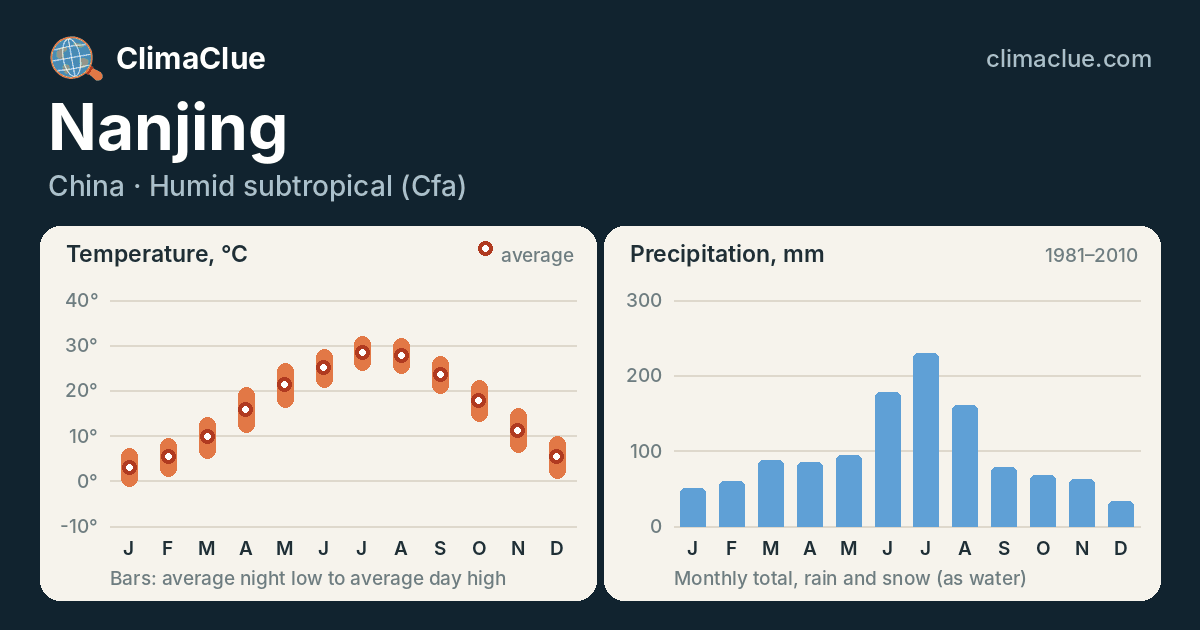 ClimaClue
climaclue.com
Nanjing
China · Humid subtropical (Cfa)
Temperature, °C
average
40°
30°
20°
10°
0°
-10°
J F M A M J J A S O N D
Bars: average night low to average day high
Precipitation, mm
1981–2010
300
200
100
0
J F M A M J J A S O N D
Monthly total, rain and snow (as water)